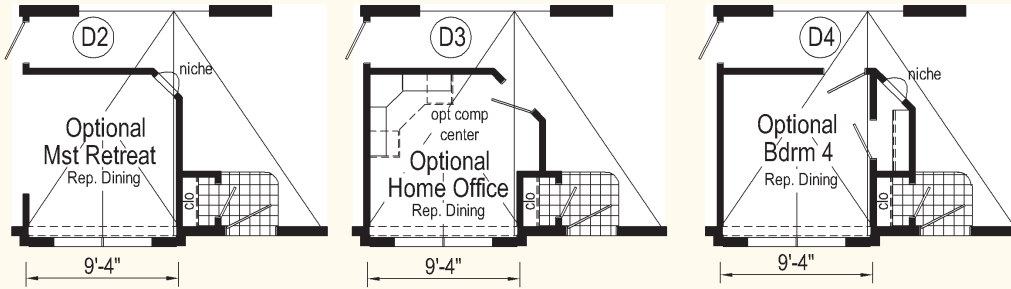 D2
niche
Optional
Mst Retreat
Rep. Dining
clo
9'-4"
D3
opt comp
center
Optional
Home Office
Rep. Dining
clo
9'-4"
D4
niche
Optional
Bdrm 4
Rep. Dining
clo
9'-4"